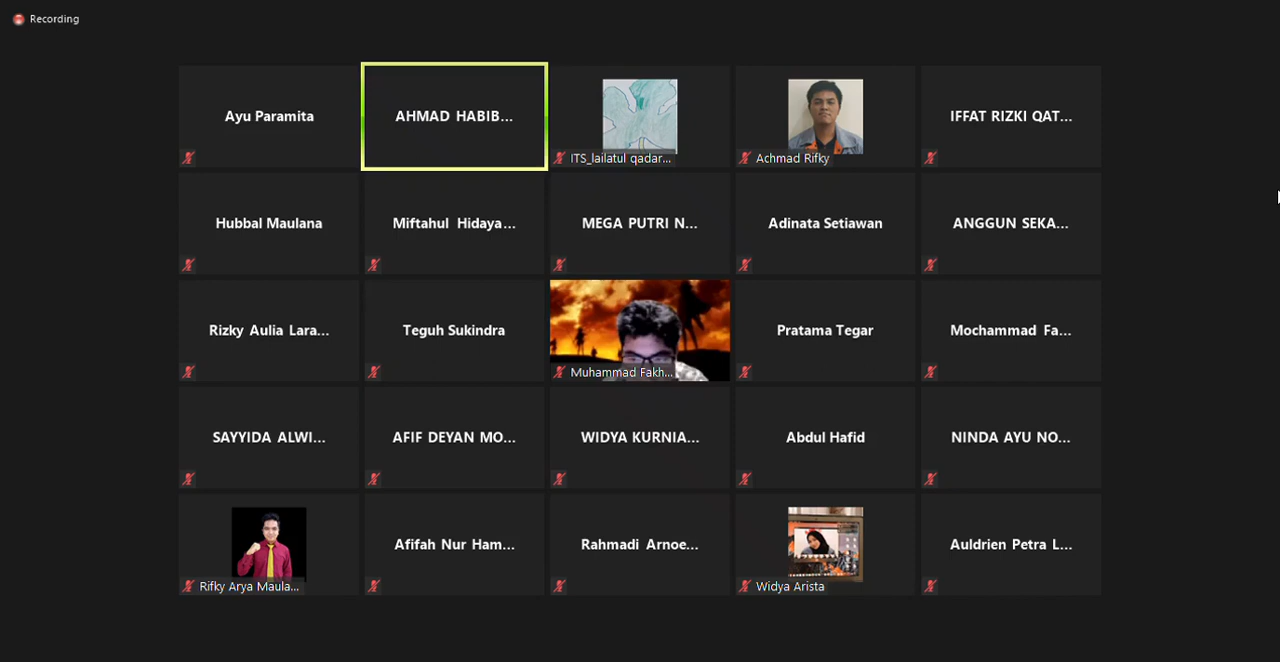 Recording
Ayu Paramita
AHMAD HABIB...
ITS_lailatul qadar...
Achmad Rifky
IFFAT RIZKI QAT...
Hubbal Maulana
Miftahul Hidaya...
MEGA PUTRI N...
Adinata Setiawan
ANGGUN SEKA...
Rizky Aulia Lara...
Teguh Sukindra
Muhammad Fakh...
Pratama Tegar
Mochammad Fa...
SAYYIDA ALWI...
AFIF DEYAN MO...
WIDYA KURNIA...
Abdul Hafid
NINDA AYU NO...
Rifky Arya Maula...
Afifah Nur Ham...
Rahmadi Arnoe...
Widya Arista
Auldrien Petra L...